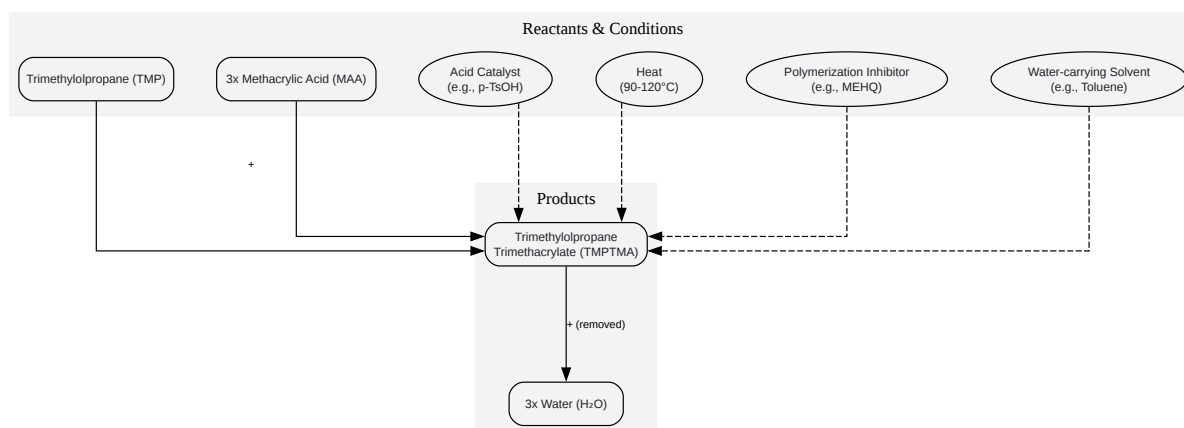 Reactants & Conditions
Trimethylolpropane (TMP)
3x Methacrylic Acid (MAA)
Acid Catalyst
(e.g., p-TsOH)
Heat
(90-120°C)
Polymerization Inhibitor
(e.g., MEHQ)
Water-carrying Solvent
(e.g., Toluene)
+
Products
Trimethylolpropane
Trimethacrylate (TMPTMA)
+ (removed)
3x Water (H₂O)